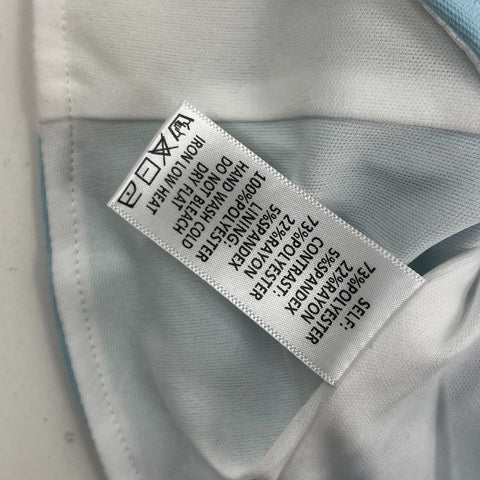 SELF:
73%POLYESTER
22%RAYON
5%SPANDEX
CONTRAST:
73%POLYESTER
22%RAYON
5%SPANDEX
LINING:
100%POLYESTER
HAND WASH COLD
DO NOT BLEACH
DRY FLAT
IRON LOW HEAT